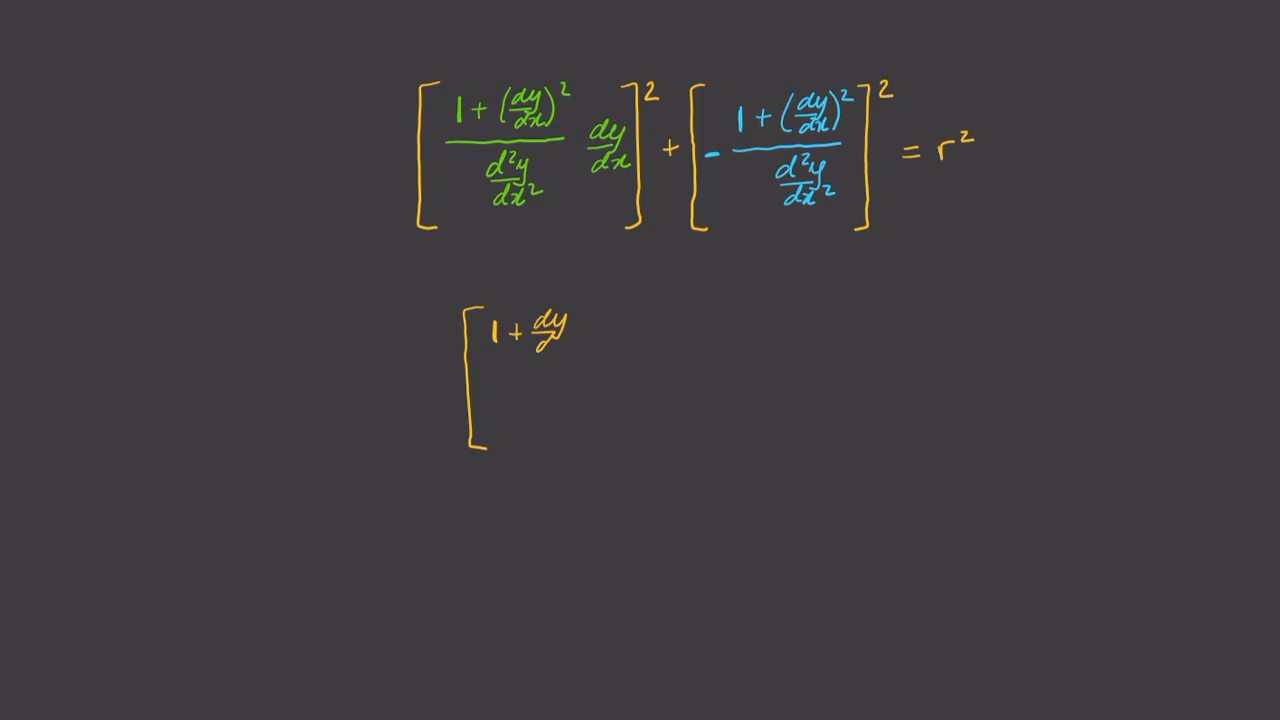 [ (1 + (dy/dx)²) / (d²y/dx²) dy/dx ]² + [ - (1 + (dy/dx)²) / (d²y/dx²) ]² = r²
[ 1 + dy/d